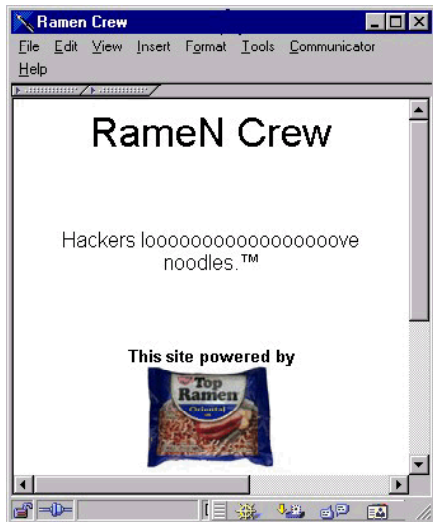 Ramen Crew
File Edit View Insert Format Tools Communicator
Help
RameN Crew
Hackers looooooooooooooooove
noodles.™
This site powered by
Top
Ramen
Oriental